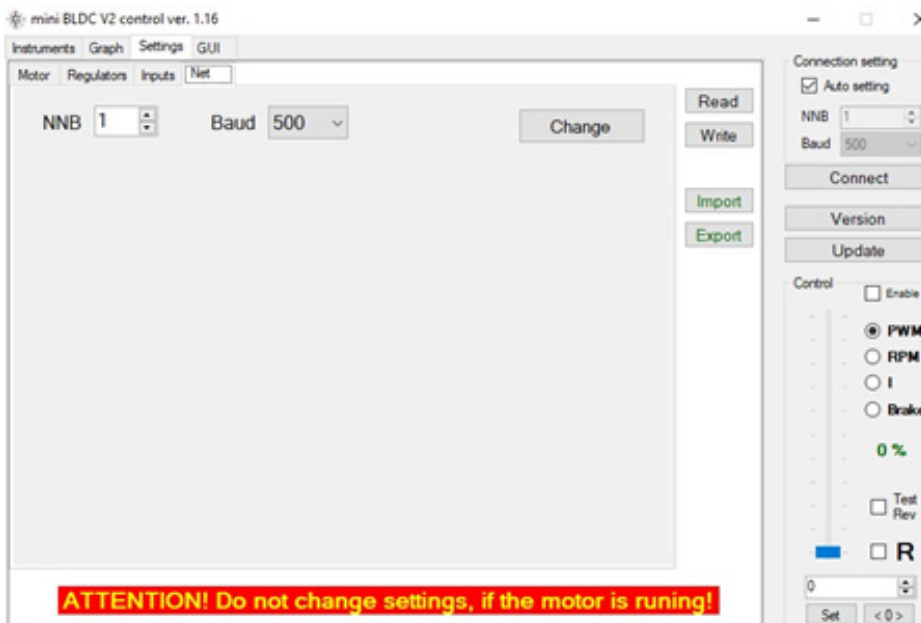 mini BLDC V2 control ver. 1.16
Instruments Graph Settings GUI
Motor Regulators Inputs Net
NNB 1 Baud 500 Change
Read
Write
Import
Export
ATTENTION! Do not change settings, if the motor is runing!
Connection setting
Auto setting
NNB 1
Baud 500
Connect
Version
Update
Control
Enable
PWM
RPM
I
Brake
0 %
Test
Rev
R
0
Set < 0 >